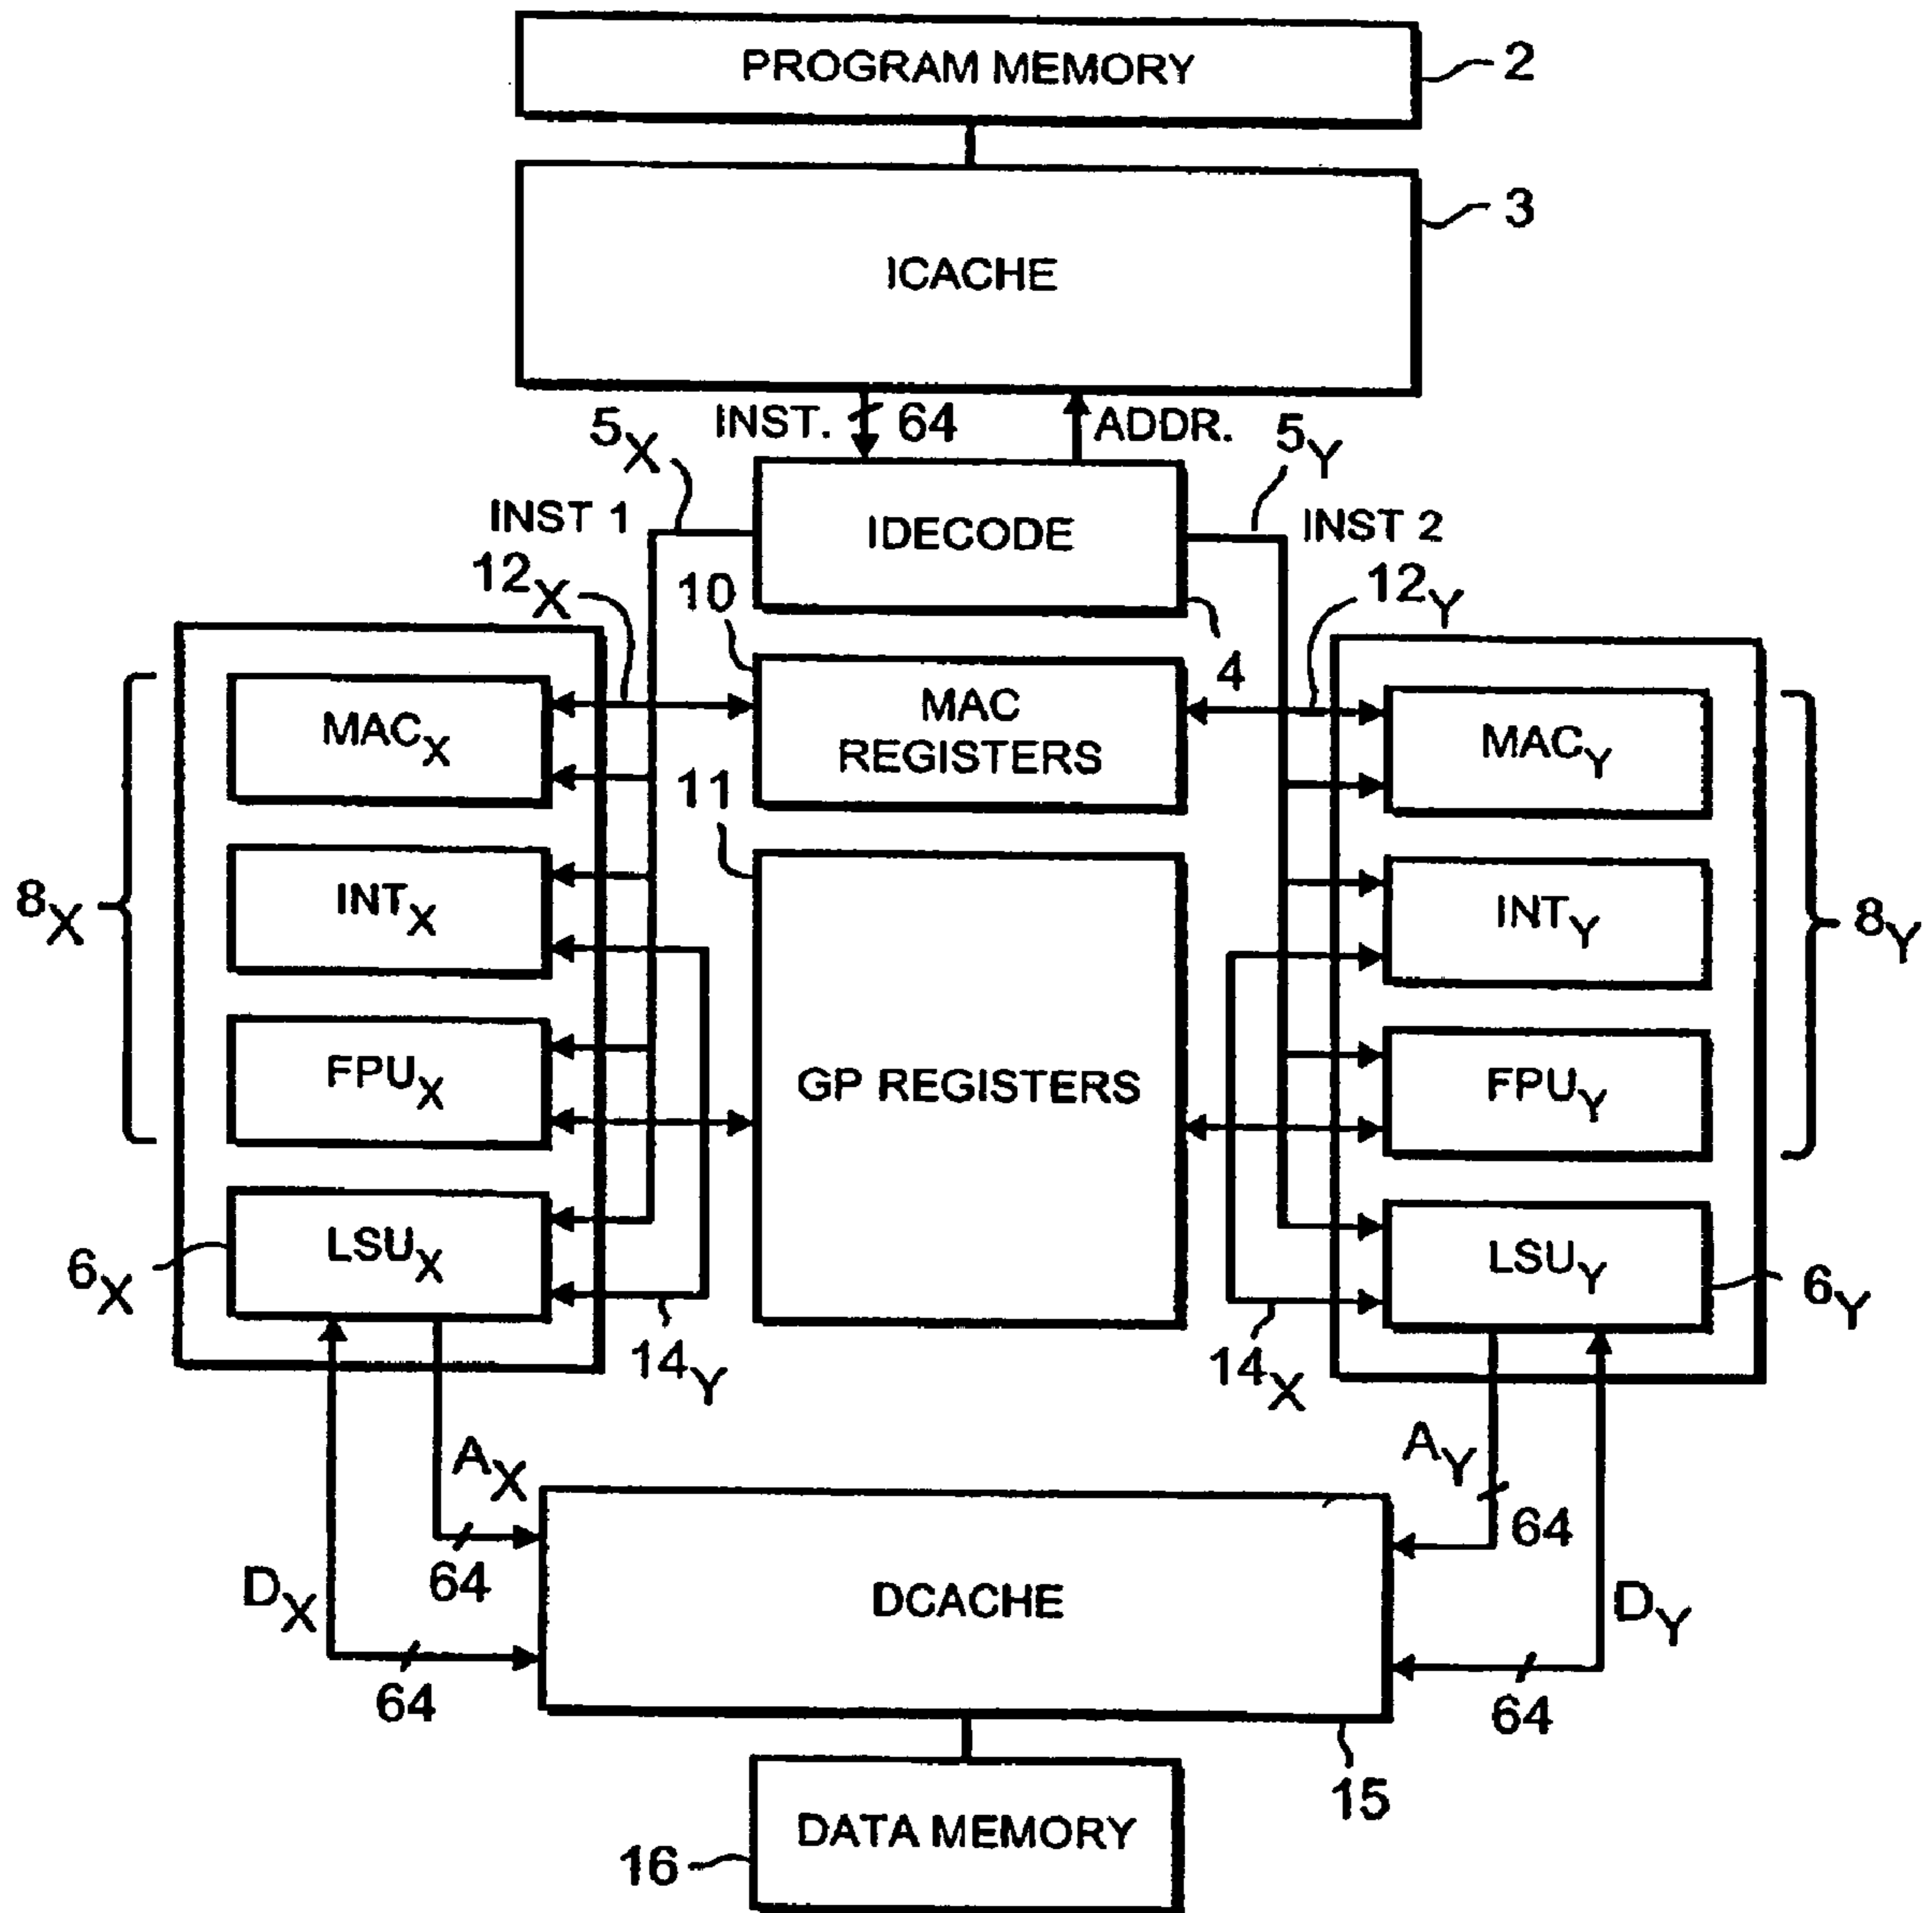 PROGRAM MEMORY
2
ICACHE
3
INST.
64
ADDR.
5X
5Y
INST 1
IDECODE
INST 2
12X
10
12Y
4
MACX
MAC
REGISTERS
MACY
11
8X
INTX
INTY
8Y
FPUX
GP REGISTERS
FPUY
6X
LSUX
LSUY
6Y
14Y
14X
AX
AY
64
64
DX
DCACHE
DY
64
64
15
DATA MEMORY
16